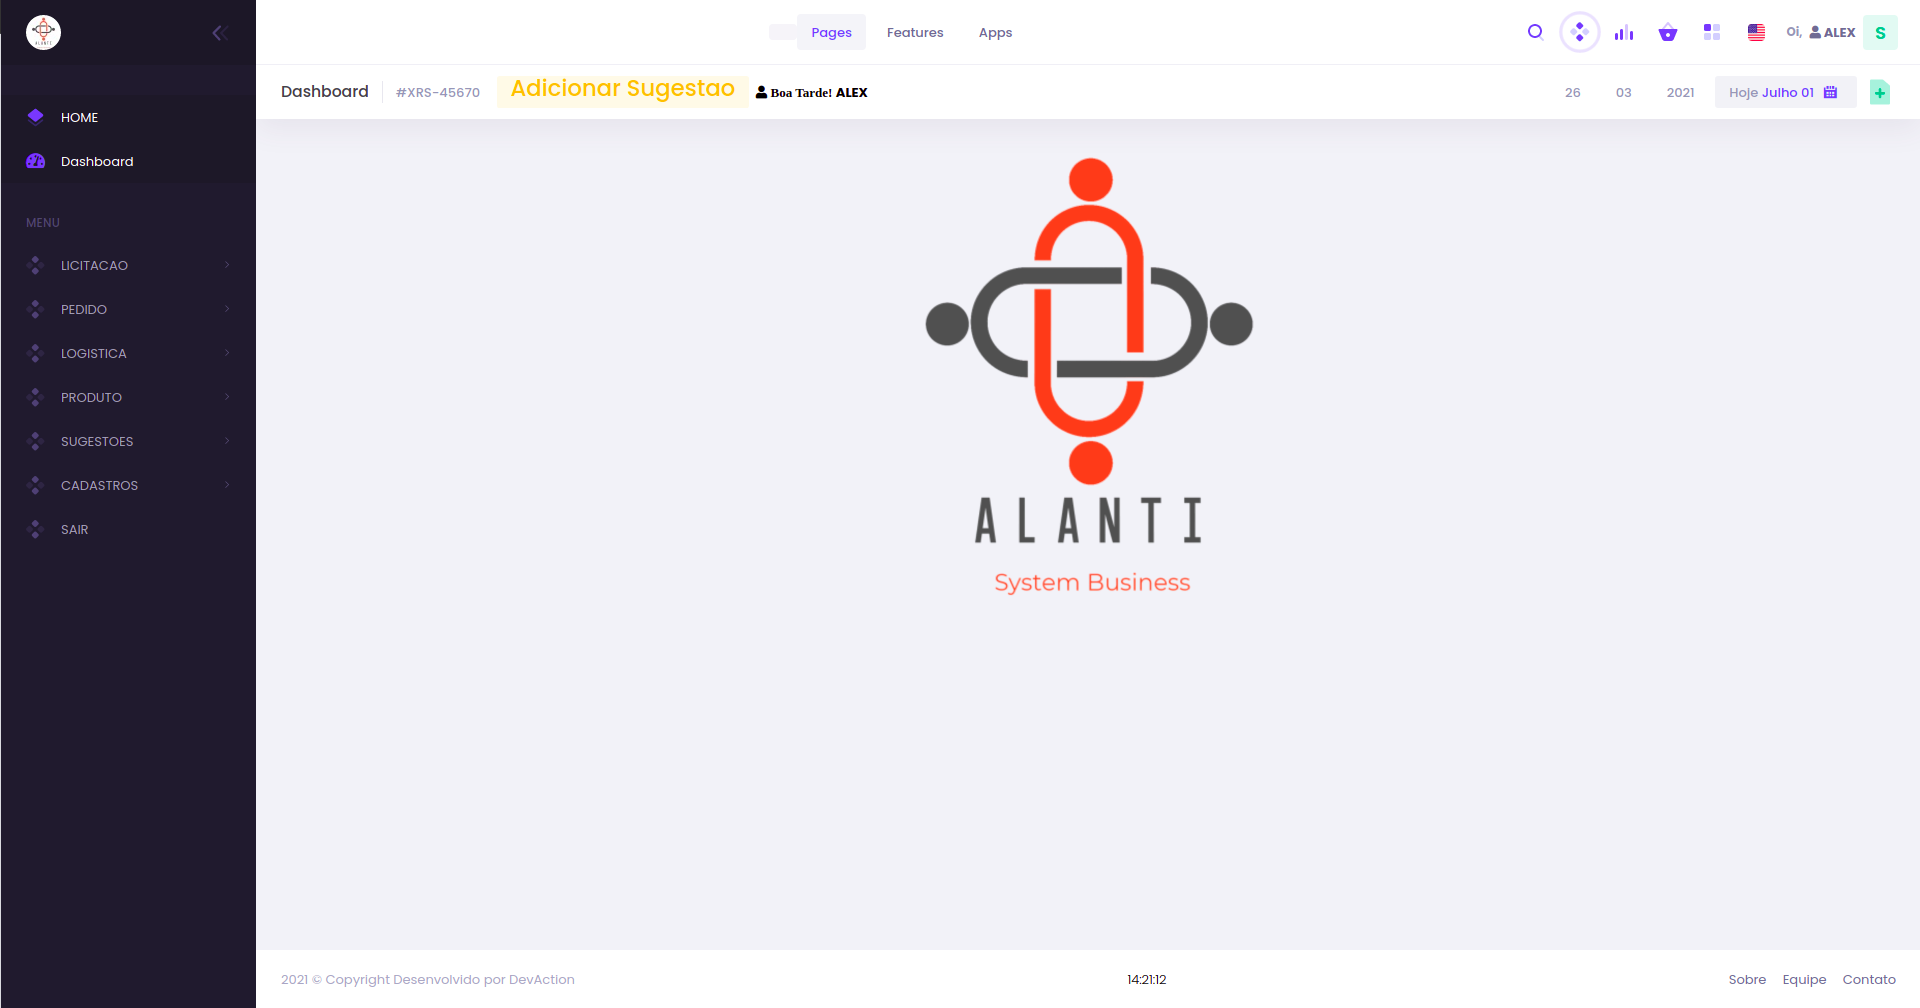 Pages
Features
Apps
Oi, ALEX
S
Dashboard
#XRS-45670
Adicionar Sugestao
Boa Tarde! ALEX
26
03
2021
Hoje Julho 01
HOME
Dashboard
MENU
LICITACAO
PEDIDO
LOGISTICA
PRODUTO
SUGESTOES
CADASTROS
SAIR
ALANTI
System Business
2021 © Copyright Desenvolvido por DevAction
14:21:12
Sobre
Equipe
Contato